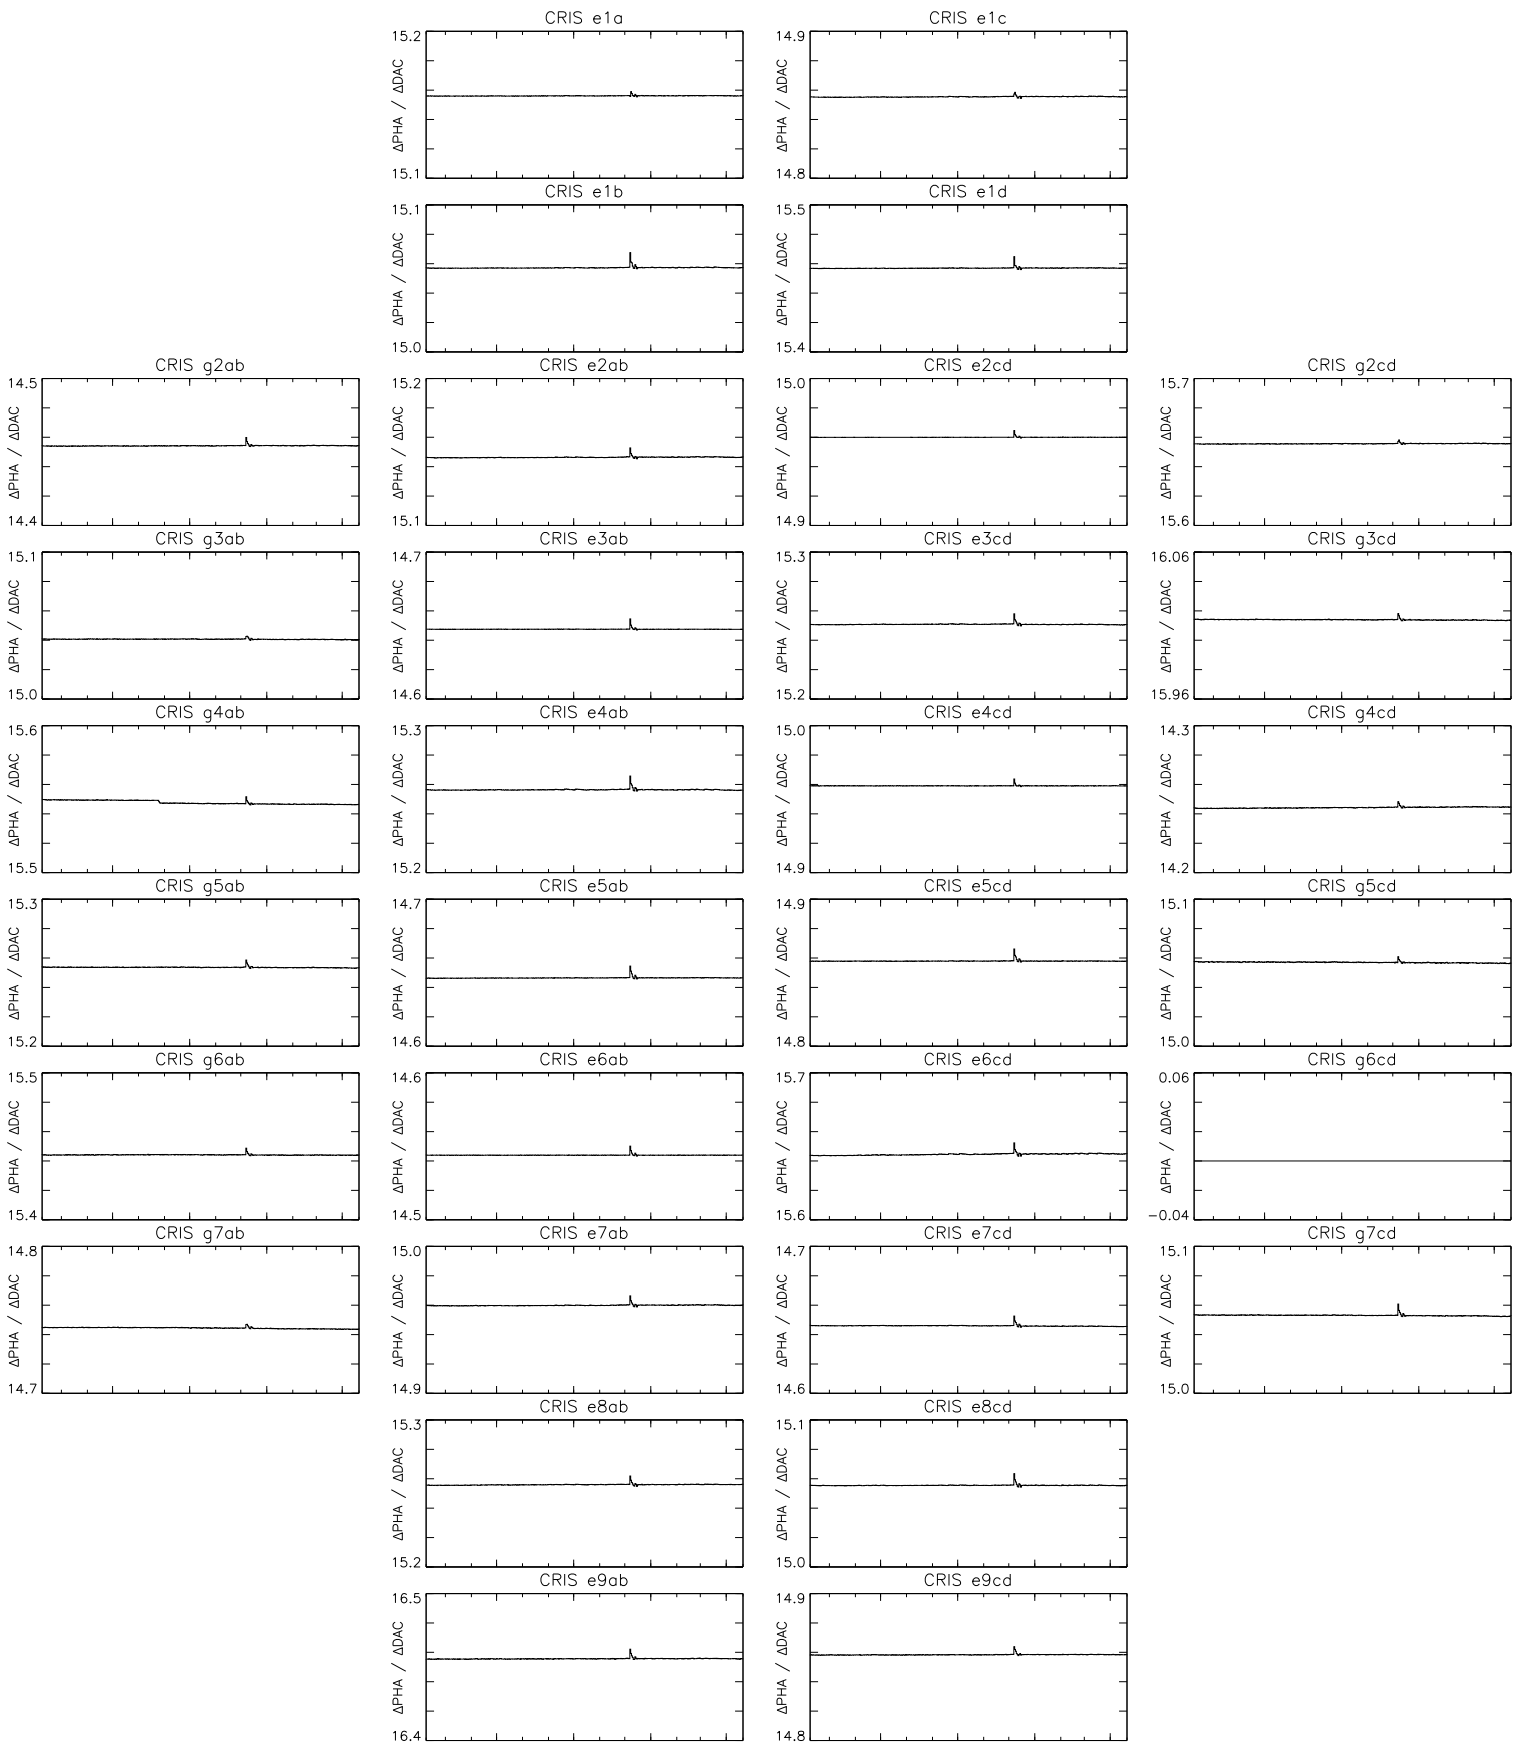 CRIS e1a
15.2
ΔPHA / ΔDAC
15.1
CRIS e1c
14.9
ΔPHA / ΔDAC
14.8
CRIS e1b
15.1
ΔPHA / ΔDAC
15.0
CRIS e1d
15.5
ΔPHA / ΔDAC
15.4
CRIS g2ab
14.5
ΔPHA / ΔDAC
14.4
CRIS e2ab
15.2
ΔPHA / ΔDAC
15.1
CRIS e2cd
15.0
ΔPHA / ΔDAC
14.9
CRIS g2cd
15.7
ΔPHA / ΔDAC
15.6
CRIS g3ab
15.1
ΔPHA / ΔDAC
15.0
CRIS e3ab
14.7
ΔPHA / ΔDAC
14.6
CRIS e3cd
15.3
ΔPHA / ΔDAC
15.2
CRIS g3cd
16.06
ΔPHA / ΔDAC
15.96
CRIS g4ab
15.6
ΔPHA / ΔDAC
15.5
CRIS e4ab
15.3
ΔPHA / ΔDAC
15.2
CRIS e4cd
15.0
ΔPHA / ΔDAC
14.9
CRIS g4cd
14.3
ΔPHA / ΔDAC
14.2
CRIS g5ab
15.3
ΔPHA / ΔDAC
15.2
CRIS e5ab
14.7
ΔPHA / ΔDAC
14.6
CRIS e5cd
14.9
ΔPHA / ΔDAC
14.8
CRIS g5cd
15.1
ΔPHA / ΔDAC
15.0
CRIS g6ab
15.5
ΔPHA / ΔDAC
15.4
CRIS e6ab
14.6
ΔPHA / ΔDAC
14.5
CRIS e6cd
15.7
ΔPHA / ΔDAC
15.6
CRIS g6cd
0.06
ΔPHA / ΔDAC
−0.04
CRIS g7ab
14.8
ΔPHA / ΔDAC
14.7
CRIS e7ab
15.0
ΔPHA / ΔDAC
14.9
CRIS e7cd
14.7
ΔPHA / ΔDAC
14.6
CRIS g7cd
15.1
ΔPHA / ΔDAC
15.0
CRIS e8ab
15.3
ΔPHA / ΔDAC
15.2
CRIS e8cd
15.1
ΔPHA / ΔDAC
15.0
CRIS e9ab
16.5
ΔPHA / ΔDAC
16.4
CRIS e9cd
14.9
ΔPHA / ΔDAC
14.8